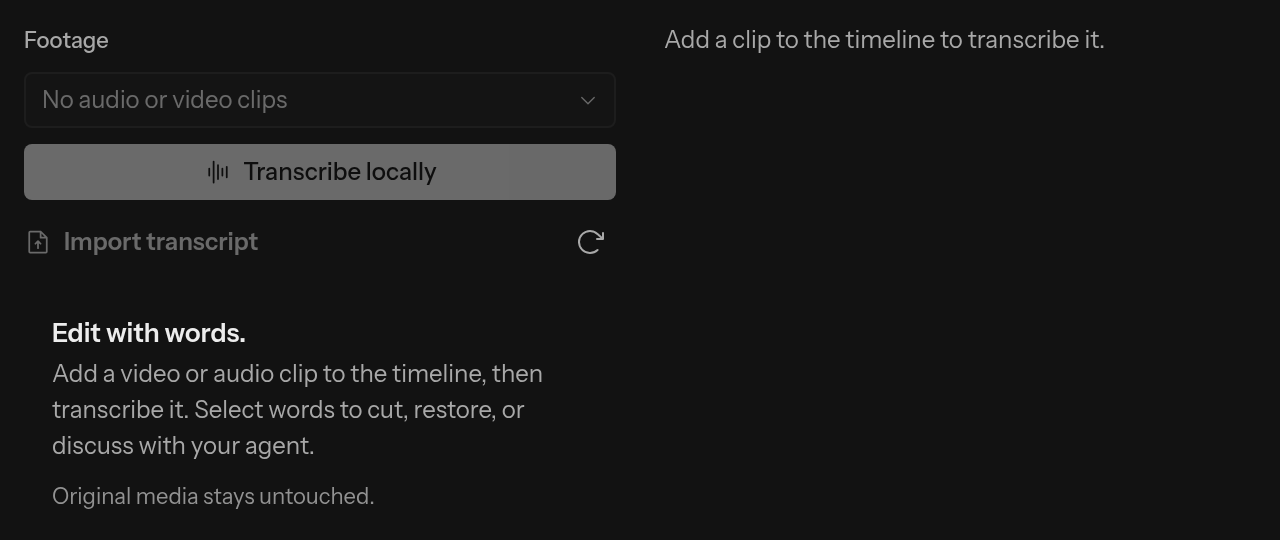 Footage
No audio or video clips
Transcribe locally
Import transcript
Edit with words.
Add a video or audio clip to the timeline, then
transcribe it. Select words to cut, restore, or
discuss with your agent.
Original media stays untouched.
Add a clip to the timeline to transcribe it.